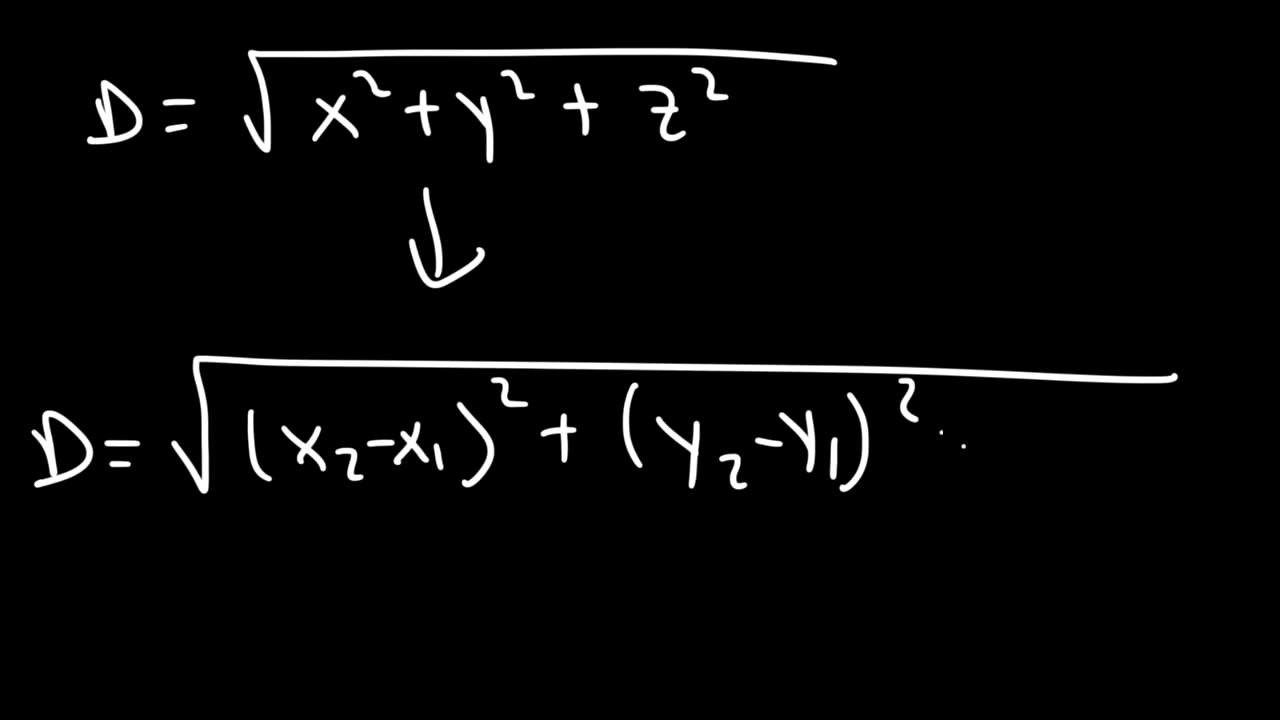 D = √(x² + y² + z²)
↓
D = √((x₂ - x₁)² + (y₂ - y₁)² ..